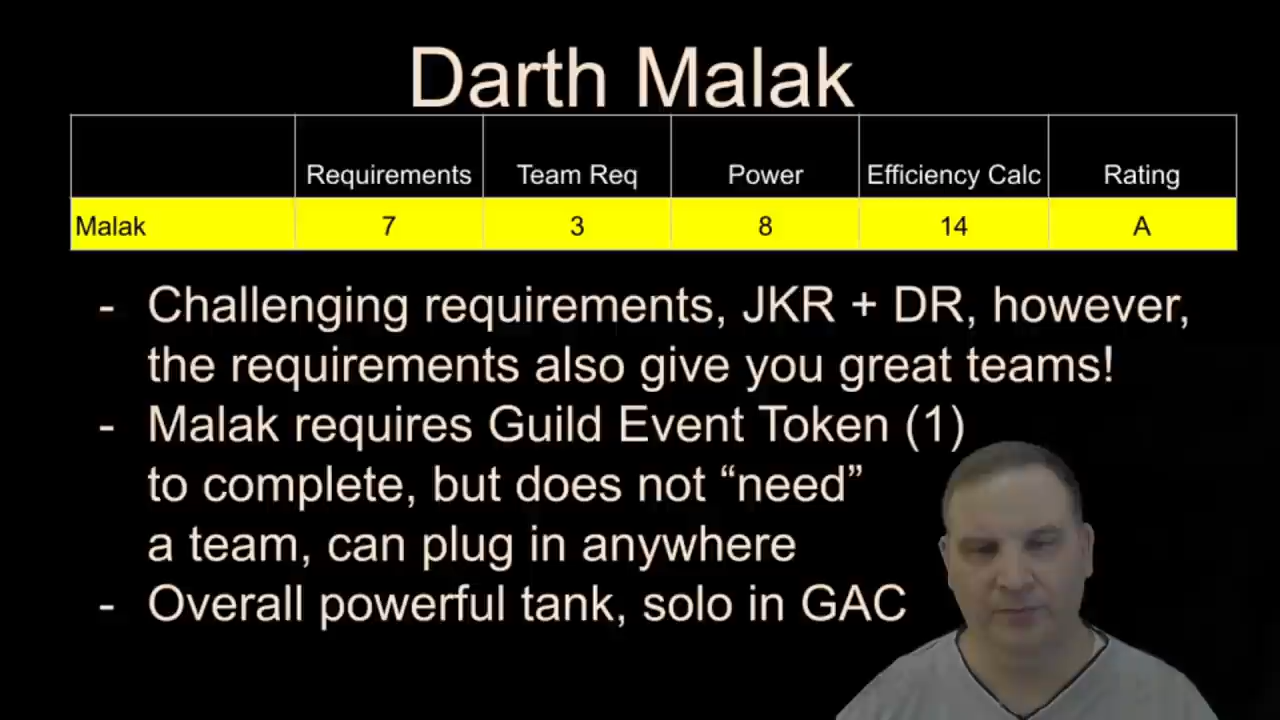 Darth Malak
Requirements Team Req Power Efficiency Calc Rating
Malak 7 3 8 14 A
- Challenging requirements, JKR + DR, however,
the requirements also give you great teams!
- Malak requires Guild Event Token (1)
to complete, but does not “need”
a team, can plug in anywhere
- Overall powerful tank, solo in GAC